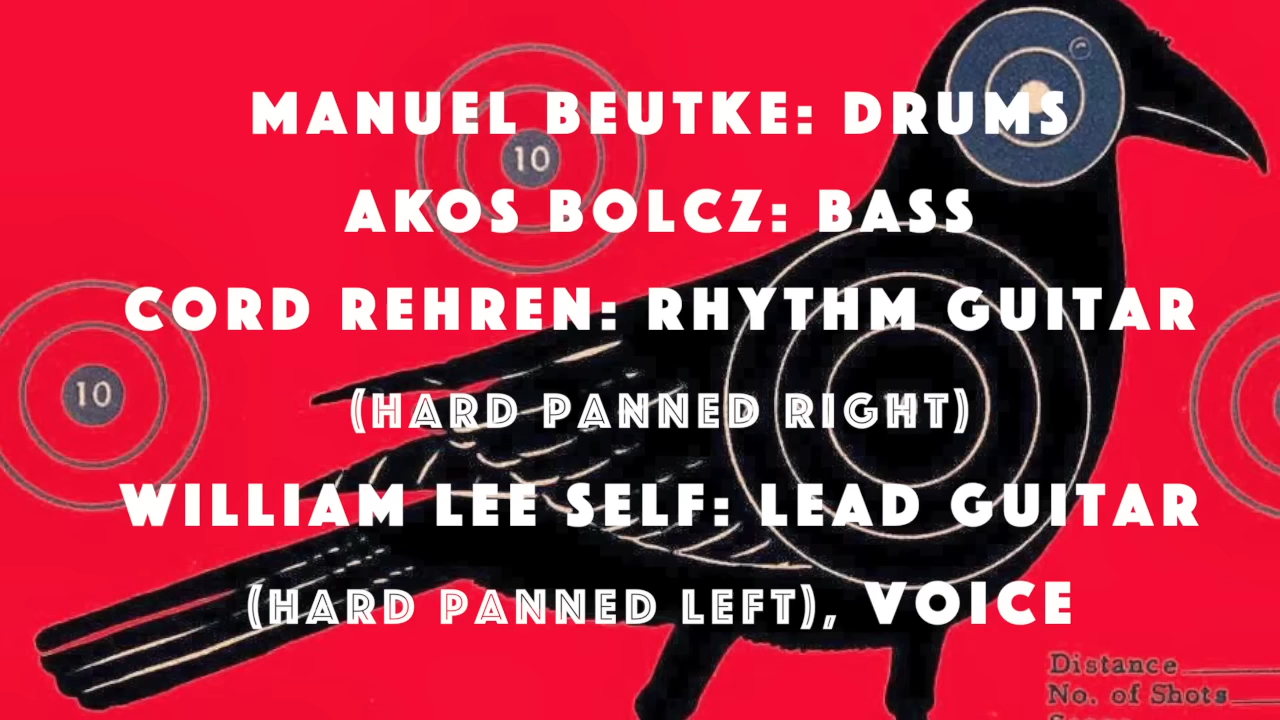 MANUEL BEUTKE: DRUMS
10
AKOS BOLCZ: BASS
CORD REHREN: RHYTHM GUITAR
10
(HARD PANNED RIGHT)
WILLIAM LEE SELF: LEAD GUITAR
(HARD PANNED LEFT), VOICE
Distance
No. of Shots